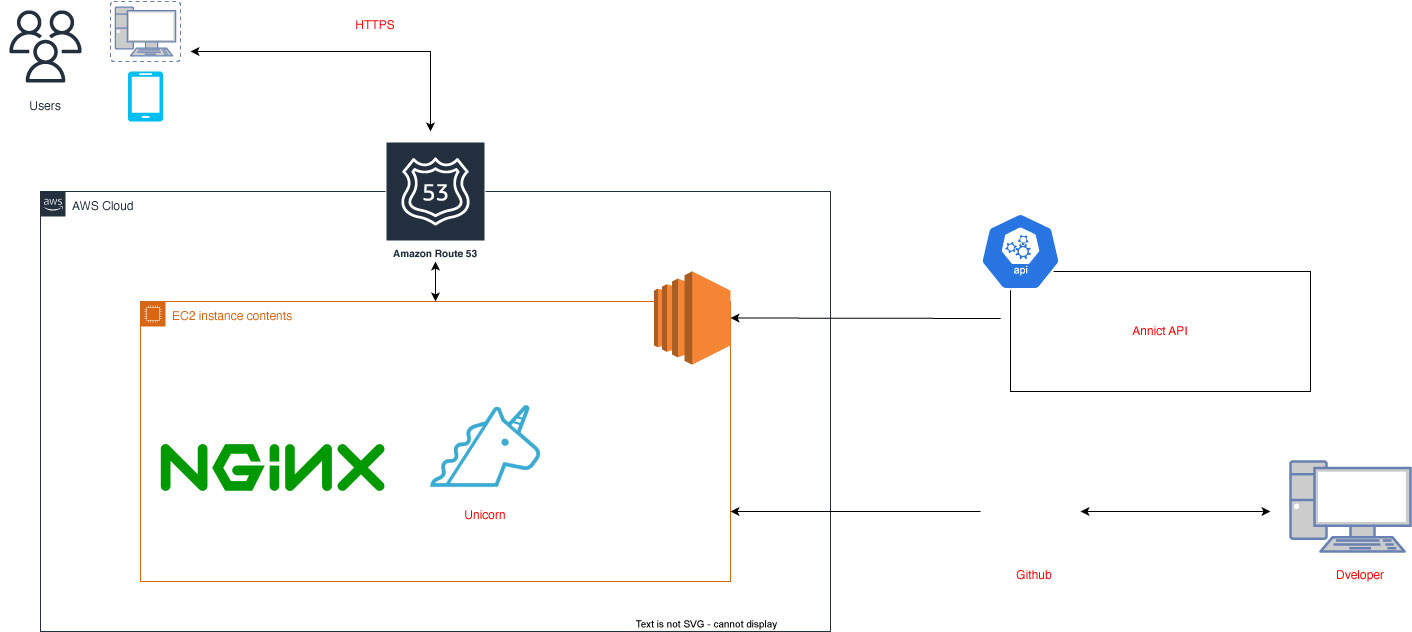 HTTPS
Users
53
aws
AWS Cloud
Amazon Route 53
EC2 instance contents
api
Annict API
NGiNX
Unicorn
Github
Dveloper
Text is not SVG - cannot display